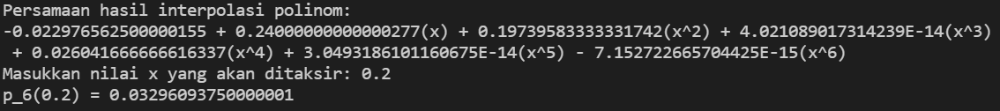 Persamaan hasil interpolasi polinom:
-0.022976562500000155 + 0.24000000000000277(x) + 0.19739583333331742(x^2) + 4.021089017314239E-14(x^3)
+ 0.026041666666616337(x^4) + 3.0493186101160675E-14(x^5) - 7.152722665704425E-15(x^6)
Masukkan nilai x yang akan ditaksir: 0.2
p_6(0.2) = 0.03296093750000001